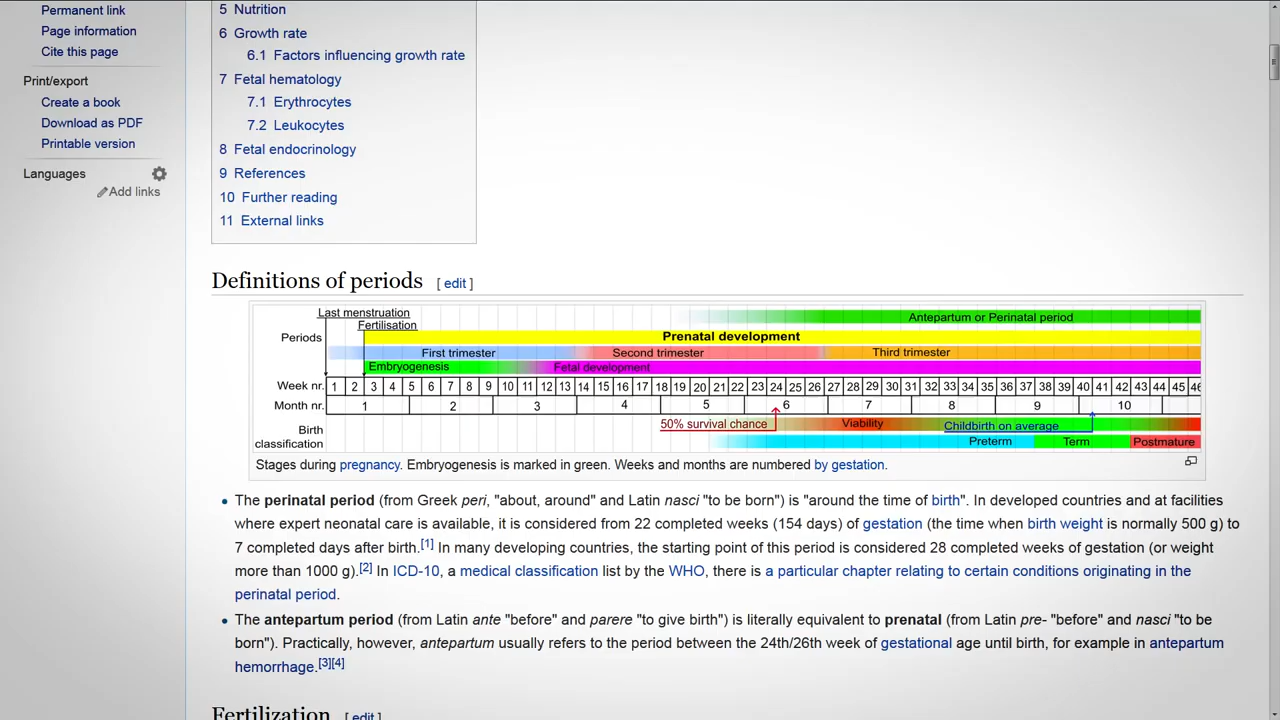 Permanent link
Page information
Cite this page
Print/export
Create a book
Download as PDF
Printable version
Languages
Add links
5 Nutrition
6 Growth rate
6.1 Factors influencing growth rate
7 Fetal hematology
7.1 Erythrocytes
7.2 Leukocytes
8 Fetal endocrinology
9 References
10 Further reading
11 External links
Definitions of periods [ edit ]
Last menstruation
Fertilisation
Antepartum or Perinatal period
Periods
Prenatal development
First trimester Second trimester Third trimester
Embryogenesis Fetal development
Week nr. 1 2 3 4 5 6 7 8 9 10 11 12 13 14 15 16 17 18 19 20 21 22 23 24 25 26 27 28 29 30 31 32 33 34 35 36 37 38 39 40 41 42 43 44 45 46
Month nr. 1 2 3 4 5 6 7 8 9 10
50% survival chance Viability Childbirth on average
Birth
classification
Preterm Term Postmature
Stages during pregnancy. Embryogenesis is marked in green. Weeks and months are numbered by gestation.
The perinatal period (from Greek peri, "about, around" and Latin nasci "to be born") is "around the time of birth". In developed countries and at facilities
where expert neonatal care is available, it is considered from 22 completed weeks (154 days) of gestation (the time when birth weight is normally 500 g) to
7 completed days after birth.[1] In many developing countries, the starting point of this period is considered 28 completed weeks of gestation (or weight
more than 1000 g).[2] In ICD-10, a medical classification list by the WHO, there is a particular chapter relating to certain conditions originating in the
perinatal period.
The antepartum period (from Latin ante "before" and parere "to give birth") is literally equivalent to prenatal (from Latin pre- "before" and nasci "to be
born"). Practically, however, antepartum usually refers to the period between the 24th/26th week of gestational age until birth, for example in antepartum
hemorrhage.[3][4]
Fertilization [ edit ]